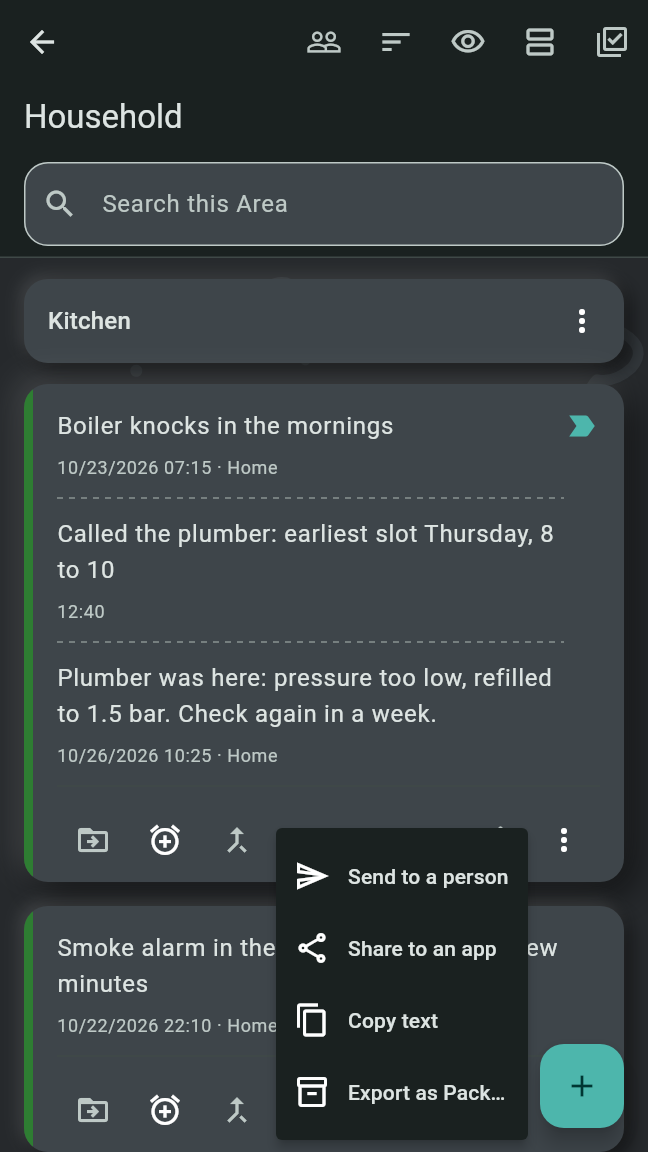 Household
Search this Area
Kitchen
Boiler knocks in the mornings
10/23/2026 07:15 · Home
Called the plumber: earliest slot Thursday, 8
to 10
12:40
Plumber was here: pressure too low, refilled
to 1.5 bar. Check again in a week.
10/26/2026 10:25 · Home
Send to a person
Share to an app
Copy text
Export as Pack…
Smoke alarm in the ew
minutes
10/22/2026 22:10 · Home